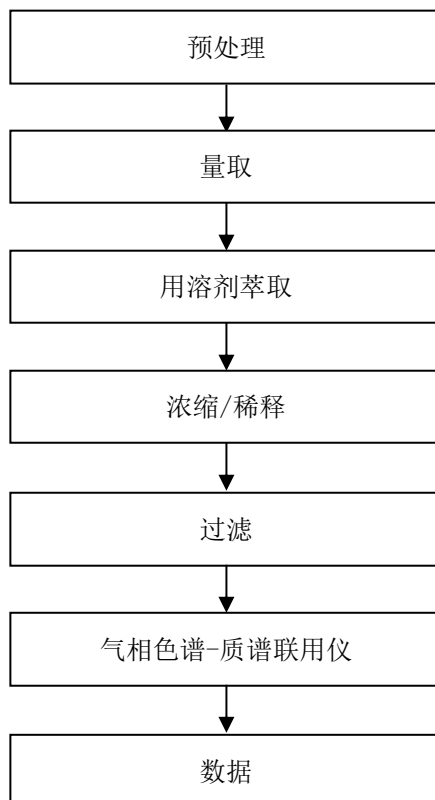 预处理
量取
用溶剂萃取
浓缩/稀释
过滤
气相色谱-质谱联用仪
数据